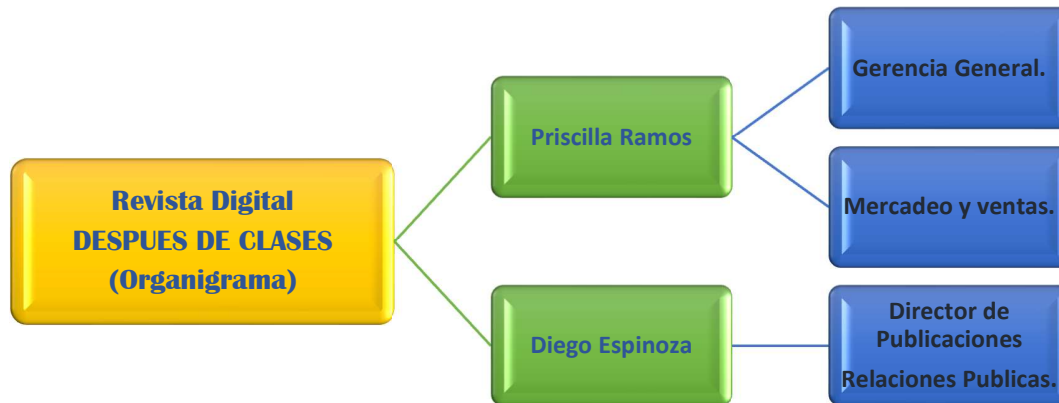 Revista Digital
DESPUES DE CLASES
(Organigrama)
Priscilla Ramos
Gerencia General.
Mercadeo y ventas.
Diego Espinoza
Director de
Publicaciones
Relaciones Publicas.